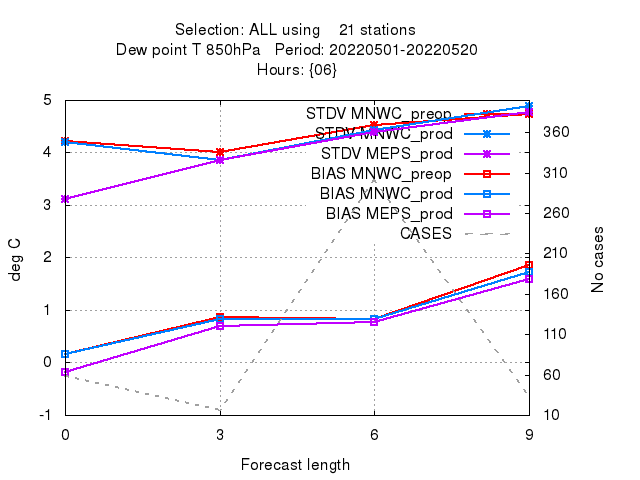 Selection: ALL using 21 stations
Dew point T 850hPa Period: 20220501-20220520
Hours: {06}
5
4
3
2
1
0
-1
deg C
STDV MNWC_preop
STDV MNWC_prod
STDV MEPS_prod
BIAS MNWC_preop
BIAS MNWC_prod
BIAS MEPS_prod
CASES
360
310
260
210
160
110
60
10
No cases
0 3 6 9
Forecast length